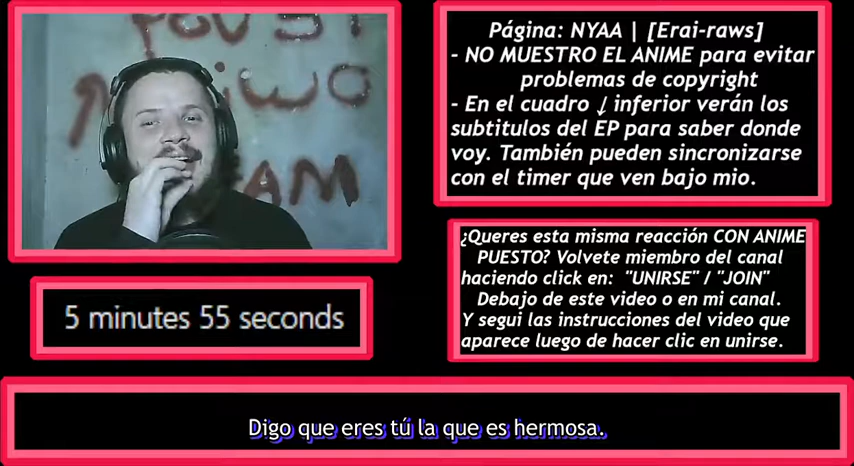 Página: NYAA | [Erai-raws]
- NO MUESTRO EL ANIME para evitar
problemas de copyright
- En el cuadro ↓ inferior verán los
subtitulos del EP para saber donde
voy. También pueden sincronizarse
con el timer que ven bajo mio.
¿Queres esta misma reacción CON ANIME
PUESTO? Volvete miembro del canal
haciendo click en: "UNIRSE" / "JOIN"
Debajo de este video o en mi canal.
Y segui las instrucciones del video que
aparece luego de hacer clic en unirse.
5 minutes 55 seconds
Digo que eres tú la que es hermosa.